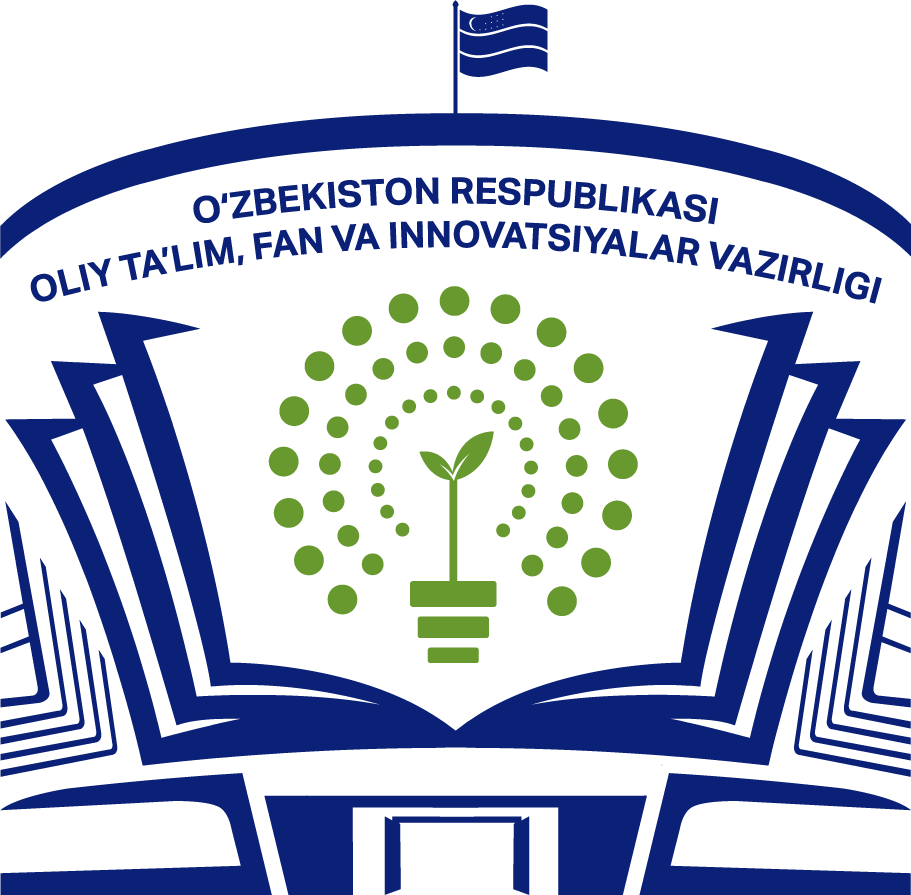 O‘ZBEKISTON RESPUBLIKASI
OLIY TA’LIM, FAN VA INNOVATSIYALAR VAZIRLIGI